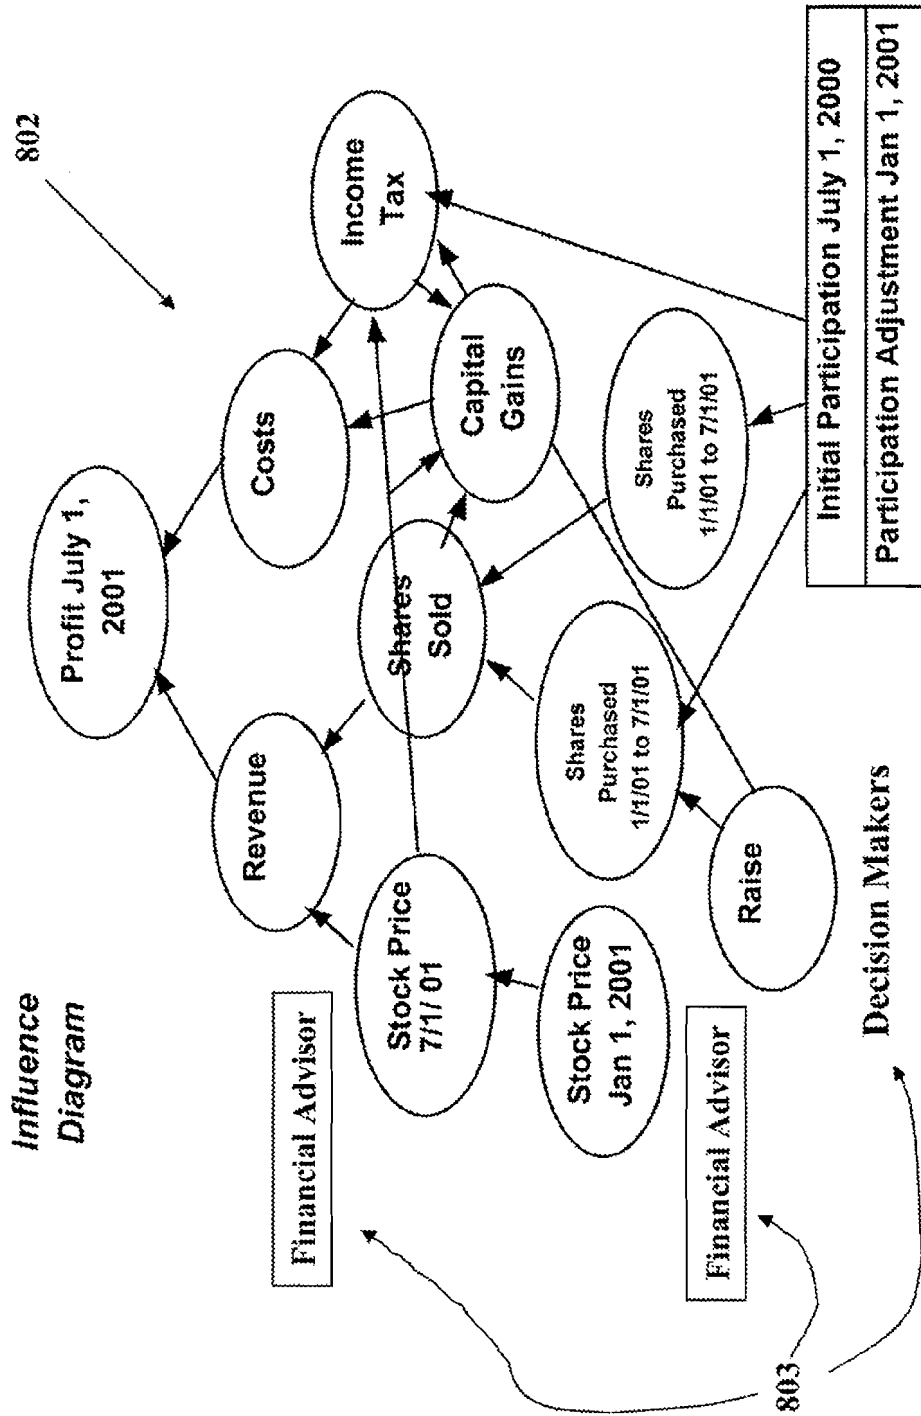 Influence
Diagram
802
Profit July 1,
2001
Revenue
Costs
Income
Tax
Financial Advisor
Stock Price
7/1/ 01
Shares
Sold
Capital
Gains
Stock Price
Jan 1, 2001
Shares
Purchased
1/1/01 to 7/1/01
Shares
Purchased
1/1/01 to 7/1/01
Financial Advisor
Raise
803
Decision Makers
Initial Participation July 1, 2000
Participation Adjustment Jan 1, 2001